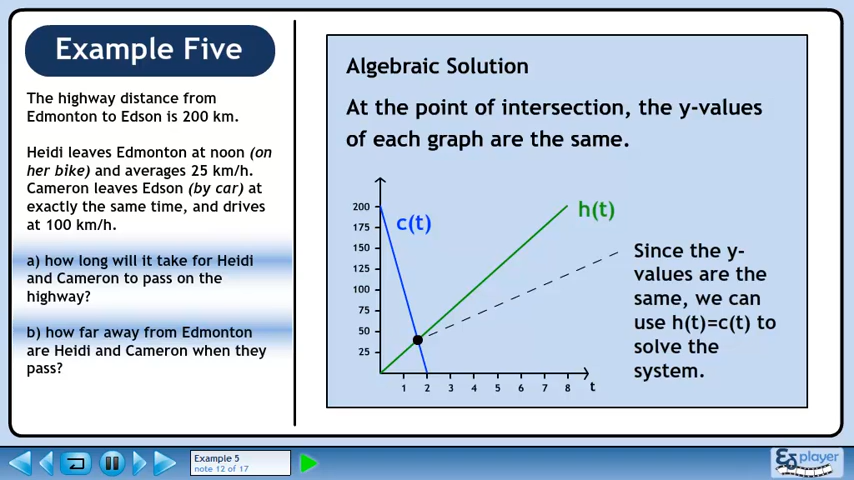 Example Five
The highway distance from
Edmonton to Edson is 200 km.
Heidi leaves Edmonton at noon (on
her bike) and averages 25 km/h.
Cameron leaves Edson (by car) at
exactly the same time, and drives
at 100 km/h.
a) how long will it take for Heidi
and Cameron to pass on the
highway?
b) how far away from Edmonton
are Heidi and Cameron when they
pass?
Algebraic Solution
At the point of intersection, the y-values
of each graph are the same.
200
175
150
125
100
75
50
25
1 2 3 4 5 6 7 8 t
c(t)
h(t)
Since the y-
values are the
same, we can
use h(t)=c(t) to
solve the
system.
Example 5
note 12 of 17
EQ player